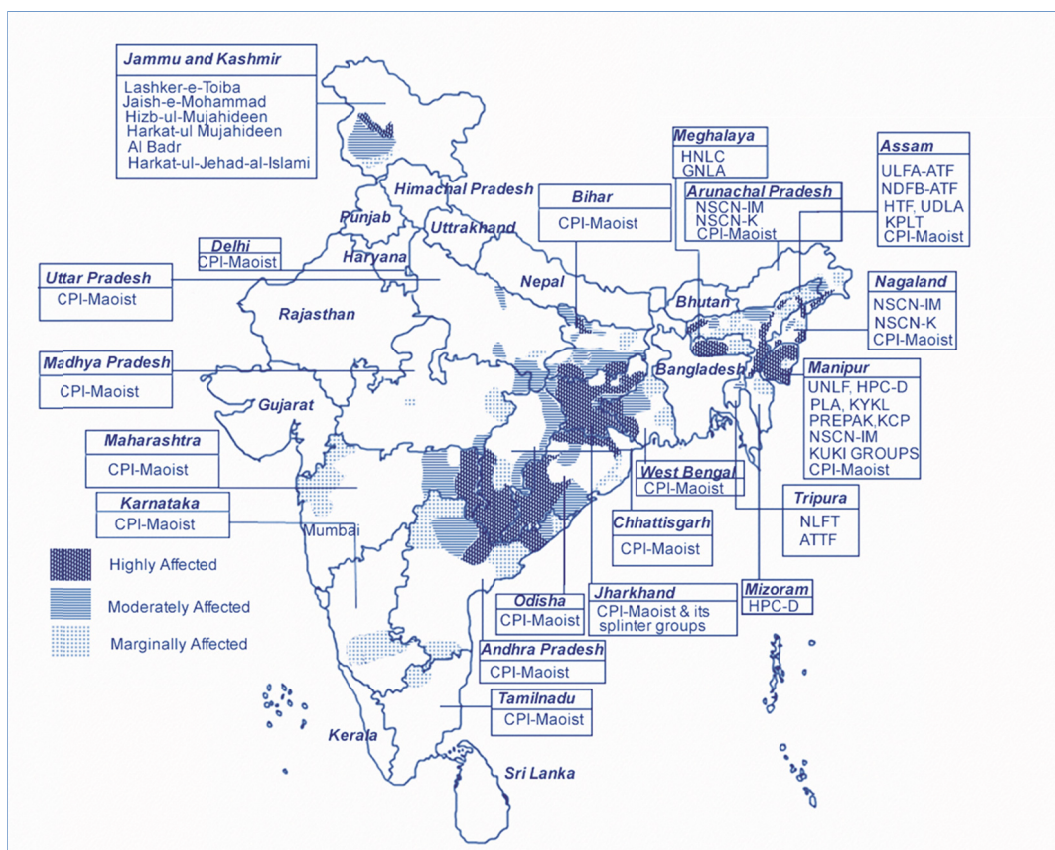 Jammu and Kashmir
Lashker-e-Toiba
Jaish-e-Mohammad
Hizb-ul-Mujahideen
Harkat-ul Mujahideen
Al Badr
Harkat-ul-Jehad-al-Islami
Himachal Pradesh
Punjab
Uttrakhand
Haryana
Delhi
CPI-Maoist
Uttar Pradesh
CPI-Maoist
Rajasthan
Madhya Pradesh
CPI-Maoist
Gujarat
Maharashtra
CPI-Maoist
Karnataka
CPI-Maoist
Mumbai
Highly Affected
Moderately Affected
Marginally Affected
Nepal
Bhutan
Bangladesh
Bihar
CPI-Maoist
Meghalaya
HNLC
GNLA
Arunachal Pradesh
NSCN-IM
NSCN-K
CPI-Maoist
Assam
ULFA-ATF
NDFB-ATF
HTF, UDLA
KPLT
CPI-Maoist
Nagaland
NSCN-IM
NSCN-K
CPI-Maoist
Manipur
UNLF, HPC-D
PLA, KYKL
PREPAK,KCP
NSCN-IM
KUKI GROUPS
CPI-Maoist
West Bengal
CPI-Maoist
Tripura
NLFT
ATTF
Chhattisgarh
CPI-Maoist
Mizoram
HPC-D
Odisha
CPI-Maoist
Jharkhand
CPI-Maoist & its
splinter groups
Andhra Pradesh
CPI-Maoist
Tamilnadu
CPI-Maoist
Kerala
Sri Lanka